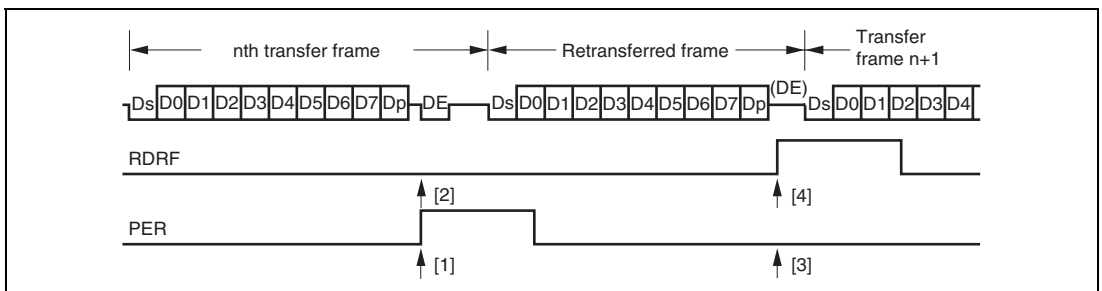 nth transfer frame Retransferred frame Transfer frame n+1
Ds D0 D1 D2 D3 D4 D5 D6 D7 Dp DE Ds D0 D1 D2 D3 D4 D5 D6 D7 Dp (DE) Ds D0 D1 D2 D3 D4
RDRF
[2] [4]
PER
[1] [3]